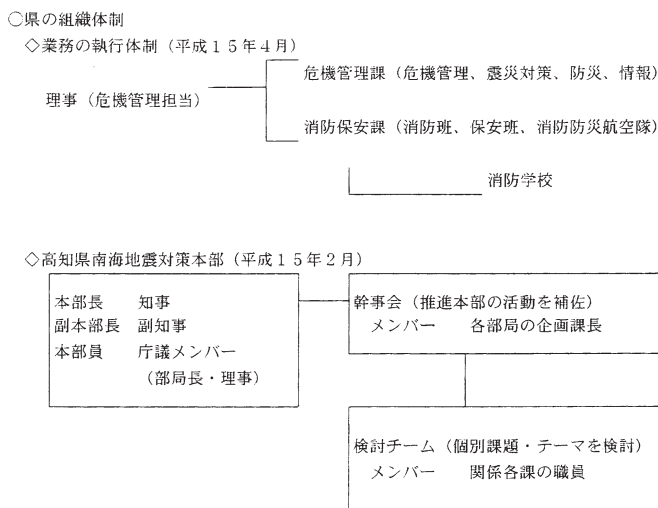 ○県の組織体制
◇業務の執行体制（平成１５年４月）
理事（危機管理担当）
危機管理課（危機管理、震災対策、防災、情報）
消防保安課（消防班、保安班、消防防災航空隊）
消防学校
◇高知県南海地震対策本部（平成１５年２月）
本部長　　知事
副本部長　副知事
本部員　　庁議メンバー
（部局長・理事）
幹事会（推進本部の活動を補佐）
メンバー　　各部局の企画課長
検討チーム（個別課題・テーマを検討）
メンバー　　関係各課の職員